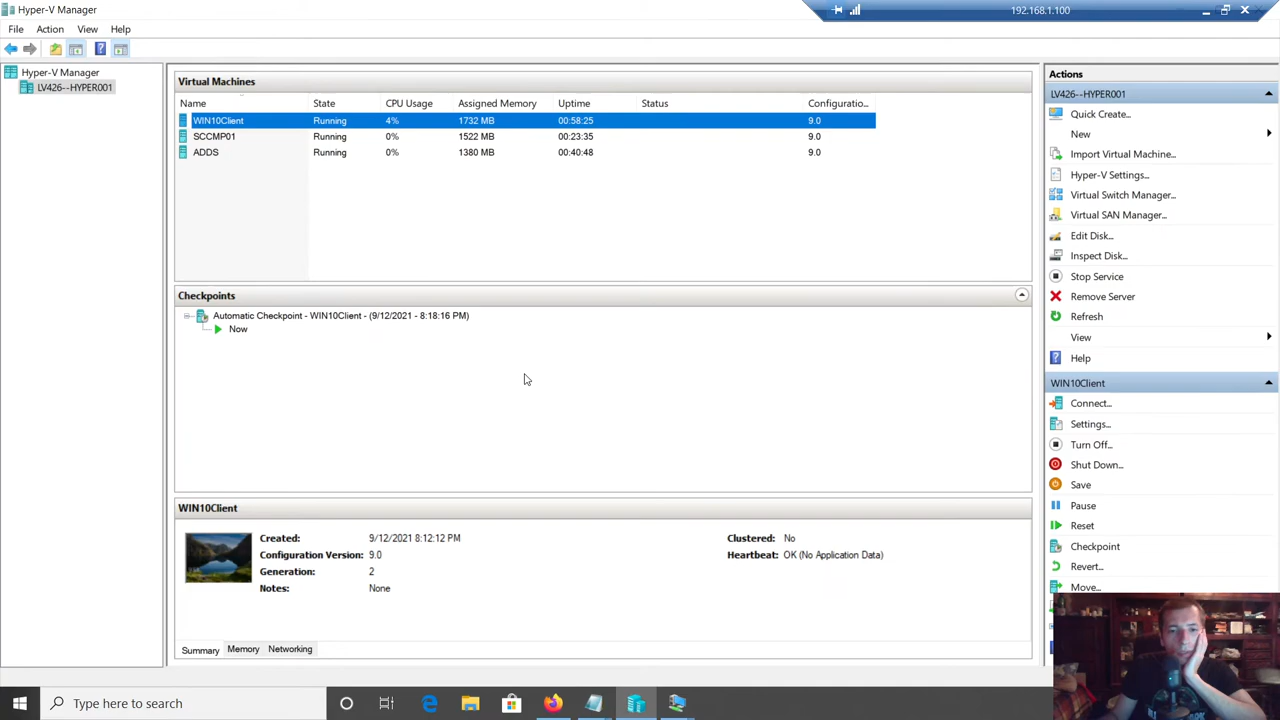 Hyper-V Manager
192.168.1.100
File Action View Help
Hyper-V Manager
LV426--HYPER001
Virtual Machines
Name State CPU Usage Assigned Memory Uptime Status Configuratio...
WIN10Client Running 4% 1732 MB 00:58:25 9.0
SCCMP01 Running 0% 1522 MB 00:23:35 9.0
ADDS Running 0% 1380 MB 00:40:48 9.0
Checkpoints
Automatic Checkpoint - WIN10Client - (9/12/2021 - 8:18:16 PM)
Now
WIN10Client
Created: 9/12/2021 8:12:12 PM Clustered: No
Configuration Version: 9.0 Heartbeat: OK (No Application Data)
Generation: 2
Notes: None
Summary Memory Networking
Actions
LV426--HYPER001
Quick Create...
New
Import Virtual Machine...
Hyper-V Settings...
Virtual Switch Manager...
Virtual SAN Manager...
Edit Disk...
Inspect Disk...
Stop Service
Remove Server
Refresh
View
Help
WIN10Client
Connect...
Settings...
Turn Off...
Shut Down...
Save
Pause
Reset
Checkpoint
Revert...
Move...
Type here to search